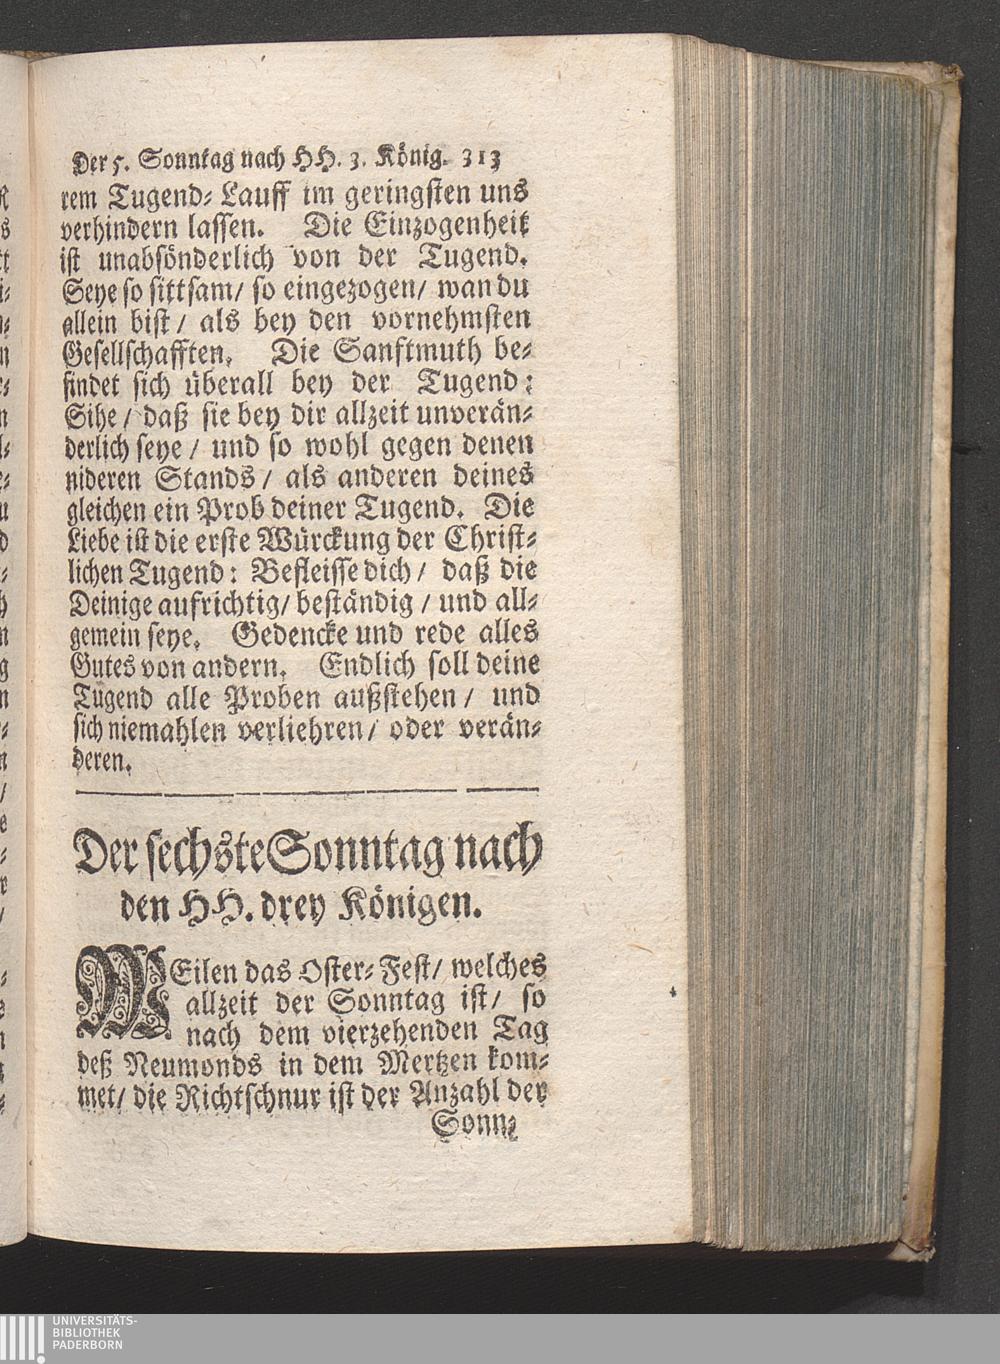 Der 5. Sonntag nach HH. 3. König. 313
rem Tugend-Lauff im geringsten uns
verhindern lassen. Die Einzogenheit
ist unabsönderlich von der Tugend.
Seye so sittsam/ so eingezogen/ wan du
allein bist/ als bey den vornehmsten
Gesellschafften. Die Sanftmuth be-
findet sich überall bey der Tugend:
Sihe/ daß sie bey dir allzeit unverän-
derlich seye/ und so wohl gegen denen
nideren Stands/ als anderen deines
gleichen ein Prob deiner Tugend. Die
Liebe ist die erste Würckung der Christ-
lichen Tugend: Befleisse dich/ daß die
Deinige aufrichtig/ beständig/ und all-
gemein seye. Gedencke und rede alles
Gutes von andern. Endlich soll deine
Tugend alle Proben außstehen/ und
sich niemahlen verliehren/ oder verän-
deren.
Der sechste Sonntag nach
den HH. drey Königen.
WEilen das Oster-Fest/ welches
allzeit der Sonntag ist/ so
nach dem vierzehenden Tag
deß Neumonds in dem Mertzen kom-
met/ die Richtschnur ist der Anzahl der
Sonn-
UNIVERSITÄTS-
BIBLIOTHEK
PADERBORN